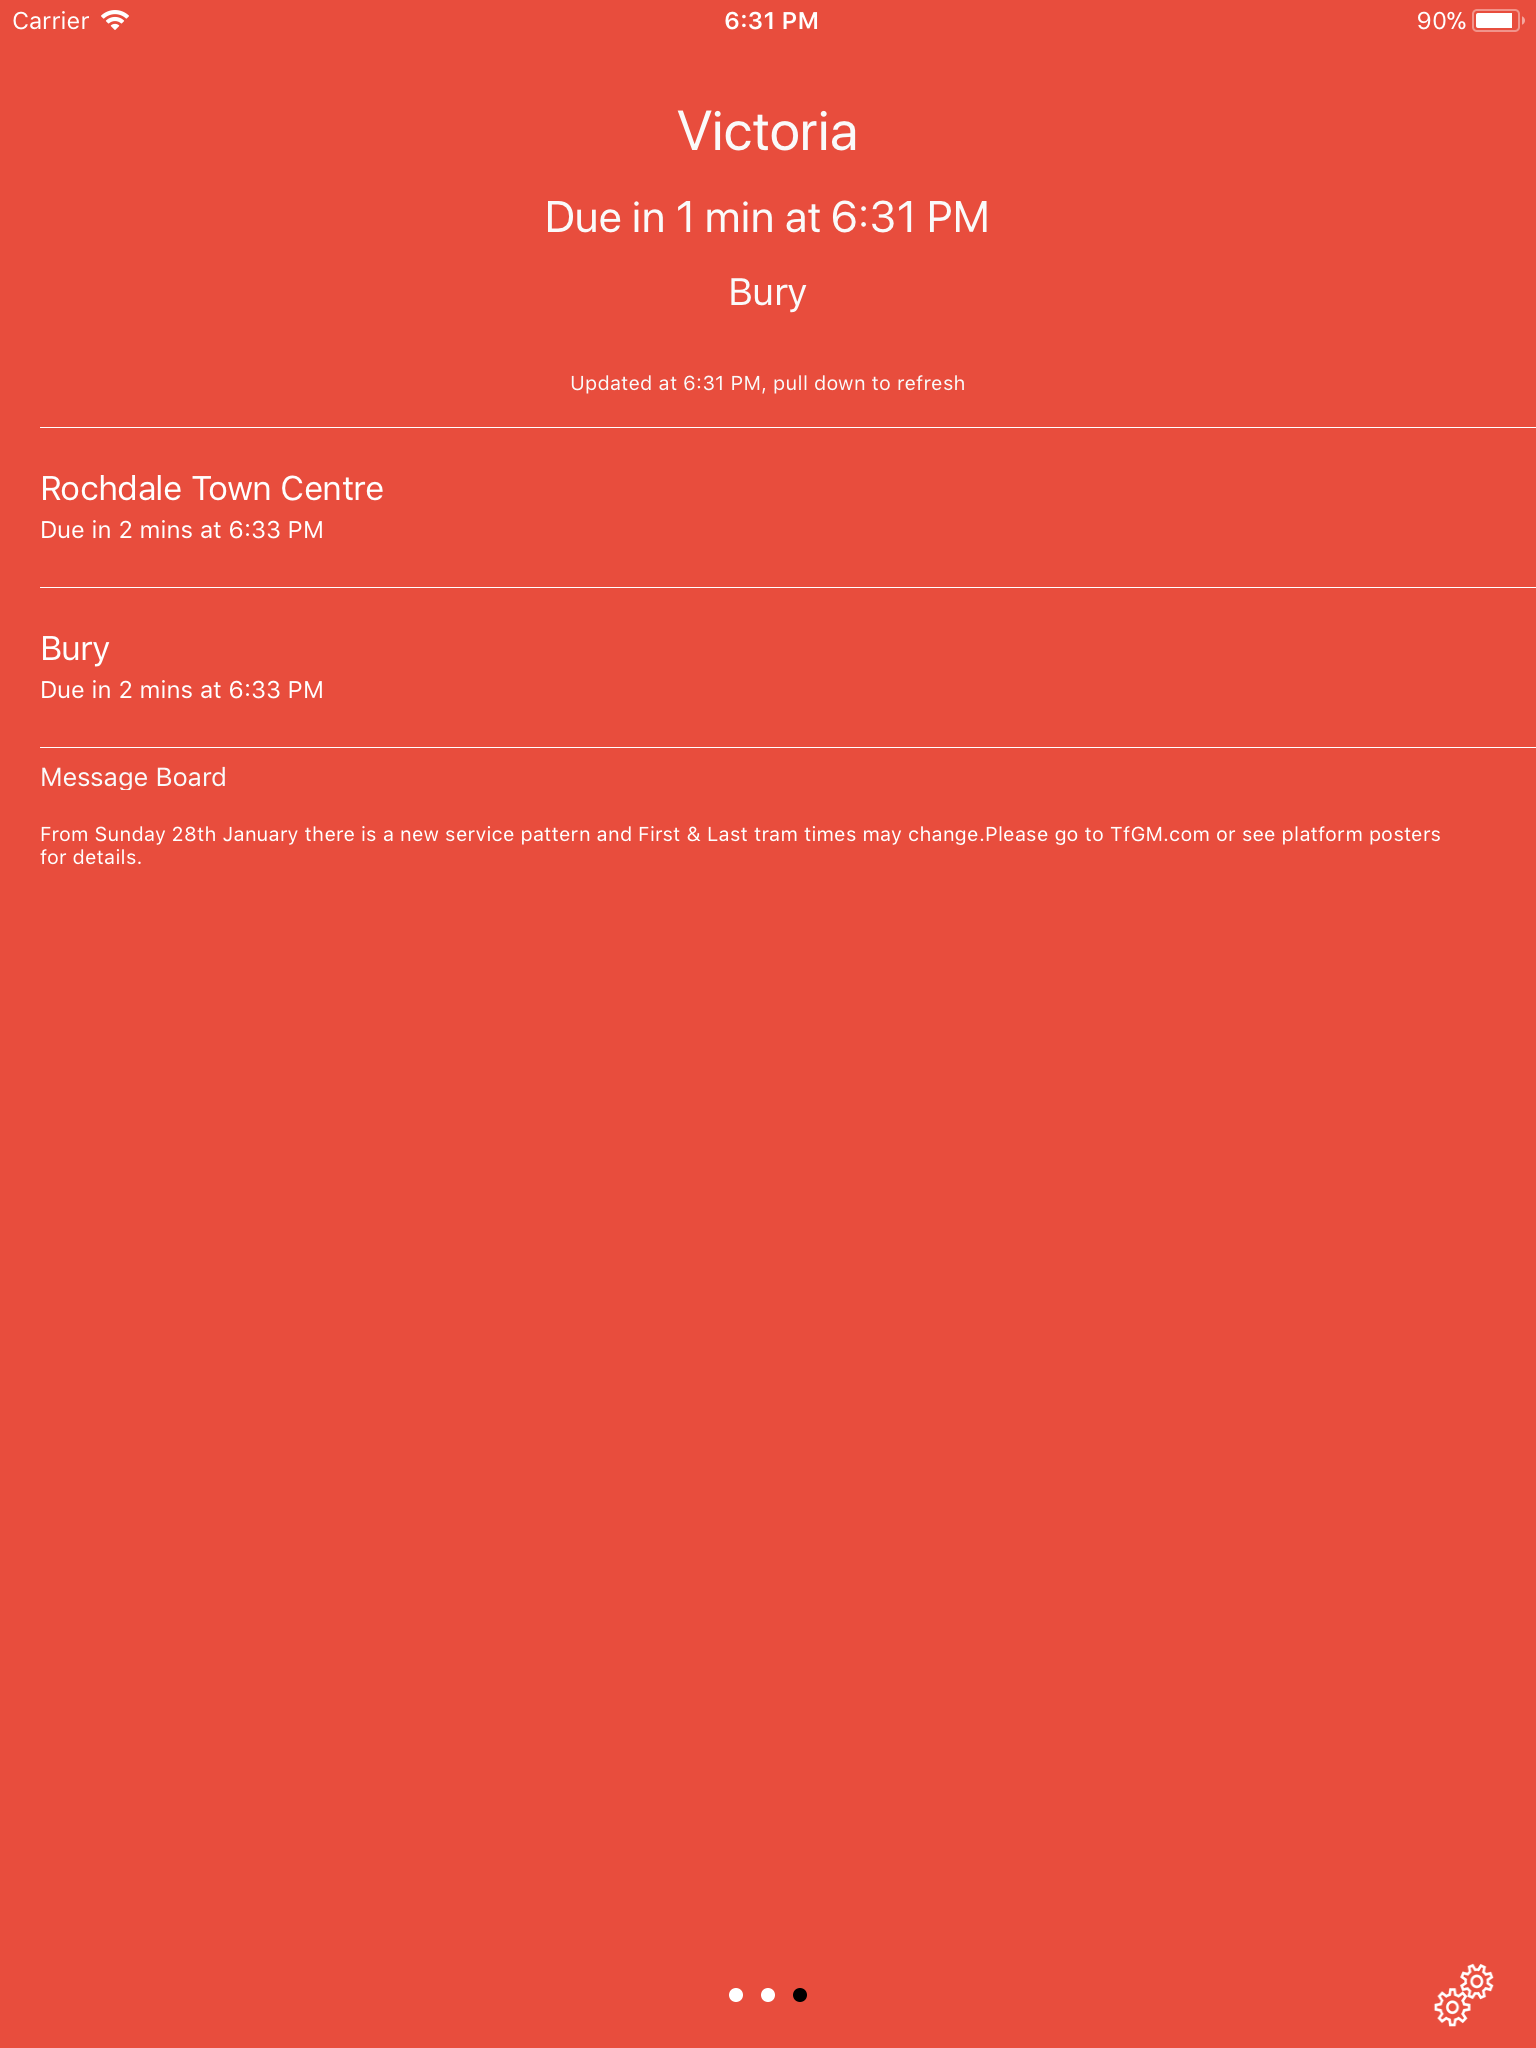 Carrier 6:31 PM 90%
Victoria
Due in 1 min at 6:31 PM
Bury
Updated at 6:31 PM, pull down to refresh
Rochdale Town Centre
Due in 2 mins at 6:33 PM
Bury
Due in 2 mins at 6:33 PM
Message Board
From Sunday 28th January there is a new service pattern and First & Last tram times may change.Please go to TfGM.com or see platform posters
for details.